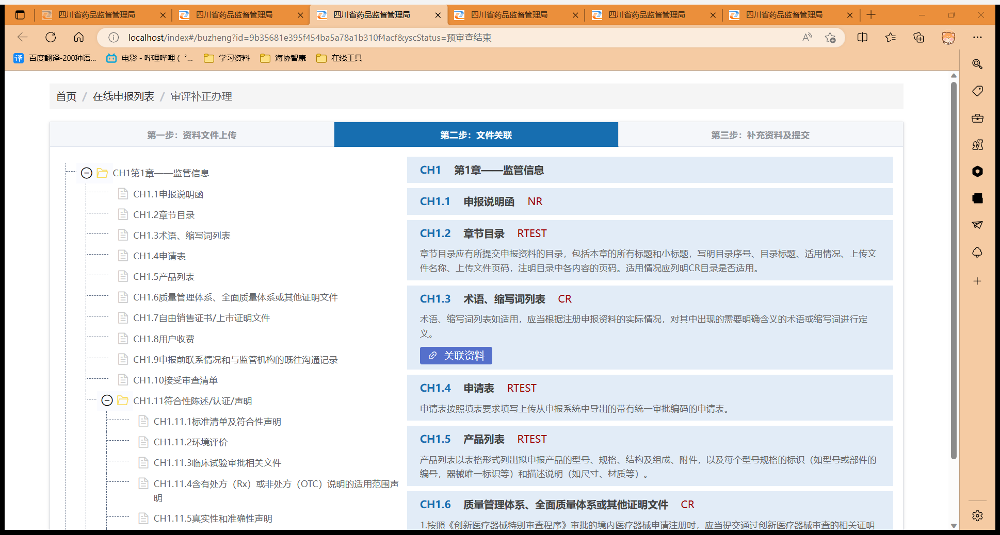 四川省药品监督管理局
四川省药品监督管理局
四川省药品监督管理局
四川省药品监督管理局
四川省药品监督管理局
四川省药品监督管理局
localhost/index#/buzheng?id=9b35681e395f454ba5a78a1b310f4acf&yscStatus=预审查结束
译 百度翻译-200种语...
电影 - 哔哩哔哩 ( ゜...
学习资料
海协智康
在线工具
首页 / 在线申报列表 / 审评补正办理
第一步：资料文件上传
第二步：文件关联
第三步：补充资料及提交
CH1第1章——监管信息
CH1.1申报说明函
CH1.2章节目录
CH1.3术语、缩写词列表
CH1.4申请表
CH1.5产品列表
CH1.6质量管理体系、全面质量体系或其他证明文件
CH1.7自由销售证书/上市证明文件
CH1.8用户收费
CH1.9申报前联系情况和与监管机构的既往沟通记录
CH1.10接受审查清单
CH1.11符合性陈述/认证/声明
CH1.11.1标准清单及符合性声明
CH1.11.2环境评价
CH1.11.3临床试验审批相关文件
CH1.11.4含有处方（Rx）或非处方（OTC）说明的适用范围声
明
CH1.11.5真实性和准确性声明
CH1 第1章——监管信息
CH1.1 申报说明函 NR
CH1.2 章节目录 RTEST
章节目录应有所提交申报资料的目录，包括本章的所有标题和小标题，写明目录序号、目录标题、适用情况、上传文
件名称、上传文件页码，注明目录中各内容的页码。适用情况应列明CR目录是否适用。
CH1.3 术语、缩写词列表 CR
术语、缩写词列表如适用，应当根据注册申报资料的实际情况，对其中出现的需要明确含义的术语或缩写词进行定
义。
关联资料
CH1.4 申请表 RTEST
申请表按照填表要求填写上传从申报系统中导出的带有统一审批编码的申请表。
CH1.5 产品列表 RTEST
产品列表以表格形式列出拟申报产品的型号、规格、结构及组成、附件，以及每个型号规格的标识（如型号或部件的
编号，器械唯一标识等）和描述说明（如尺寸、材质等）。
CH1.6 质量管理体系、全面质量体系或其他证明文件 CR
1.按照《创新医疗器械特别审查程序》审批的境内医疗器械申请注册时，应当提交通过创新医疗器械审查的相关证明